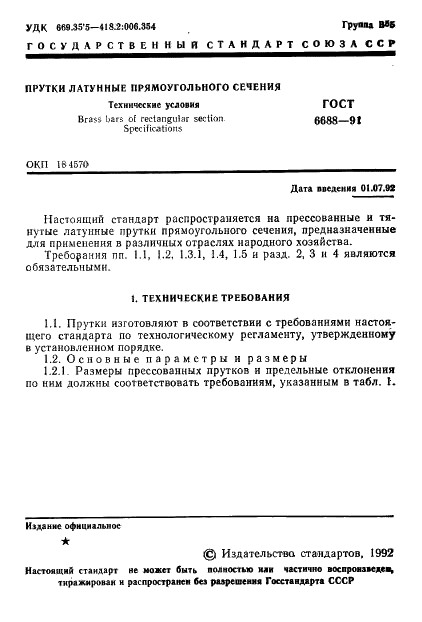 УДК 669.35'5—418.2:006.354 Группа В55
ГОСУДАРСТВЕННЫЙ СТАНДАРТ СОЮЗА ССР
ПРУТКИ ЛАТУННЫЕ ПРЯМОУГОЛЬНОГО СЕЧЕНИЯ
Технические условия
Brass bars of rectangular section.
Specifications
ГОСТ
6688—91
ОКП 18 4570
Дата введения 01.07.92
Настоящий стандарт распространяется на прессованные и тя-
нутые латунные прутки прямоугольного сечения, предназначенные
для применения в различных отраслях народного хозяйства.
Требования пп. 1.1, 1.2, 1.3.1, 1.4, 1.5 и разд. 2, 3 и 4 являются
обязательными.
1. ТЕХНИЧЕСКИЕ ТРЕБОВАНИЯ
1.1. Прутки изготовляют в соответствии с требованиями настоя-
щего стандарта по технологическому регламенту, утвержденному
в установленном порядке.
1.2. Основные параметры и размеры
1.2.1. Размеры прессованных прутков и предельные отклонения
по ним должны соответствовать требованиям, указанным в табл. 1.
Издание официальное
★
© Издательство стандартов, 1992
Настоящий стандарт не может быть полностью или частично воспроизведен,
тиражирован и распространен без разрешения Госстандарта СССР